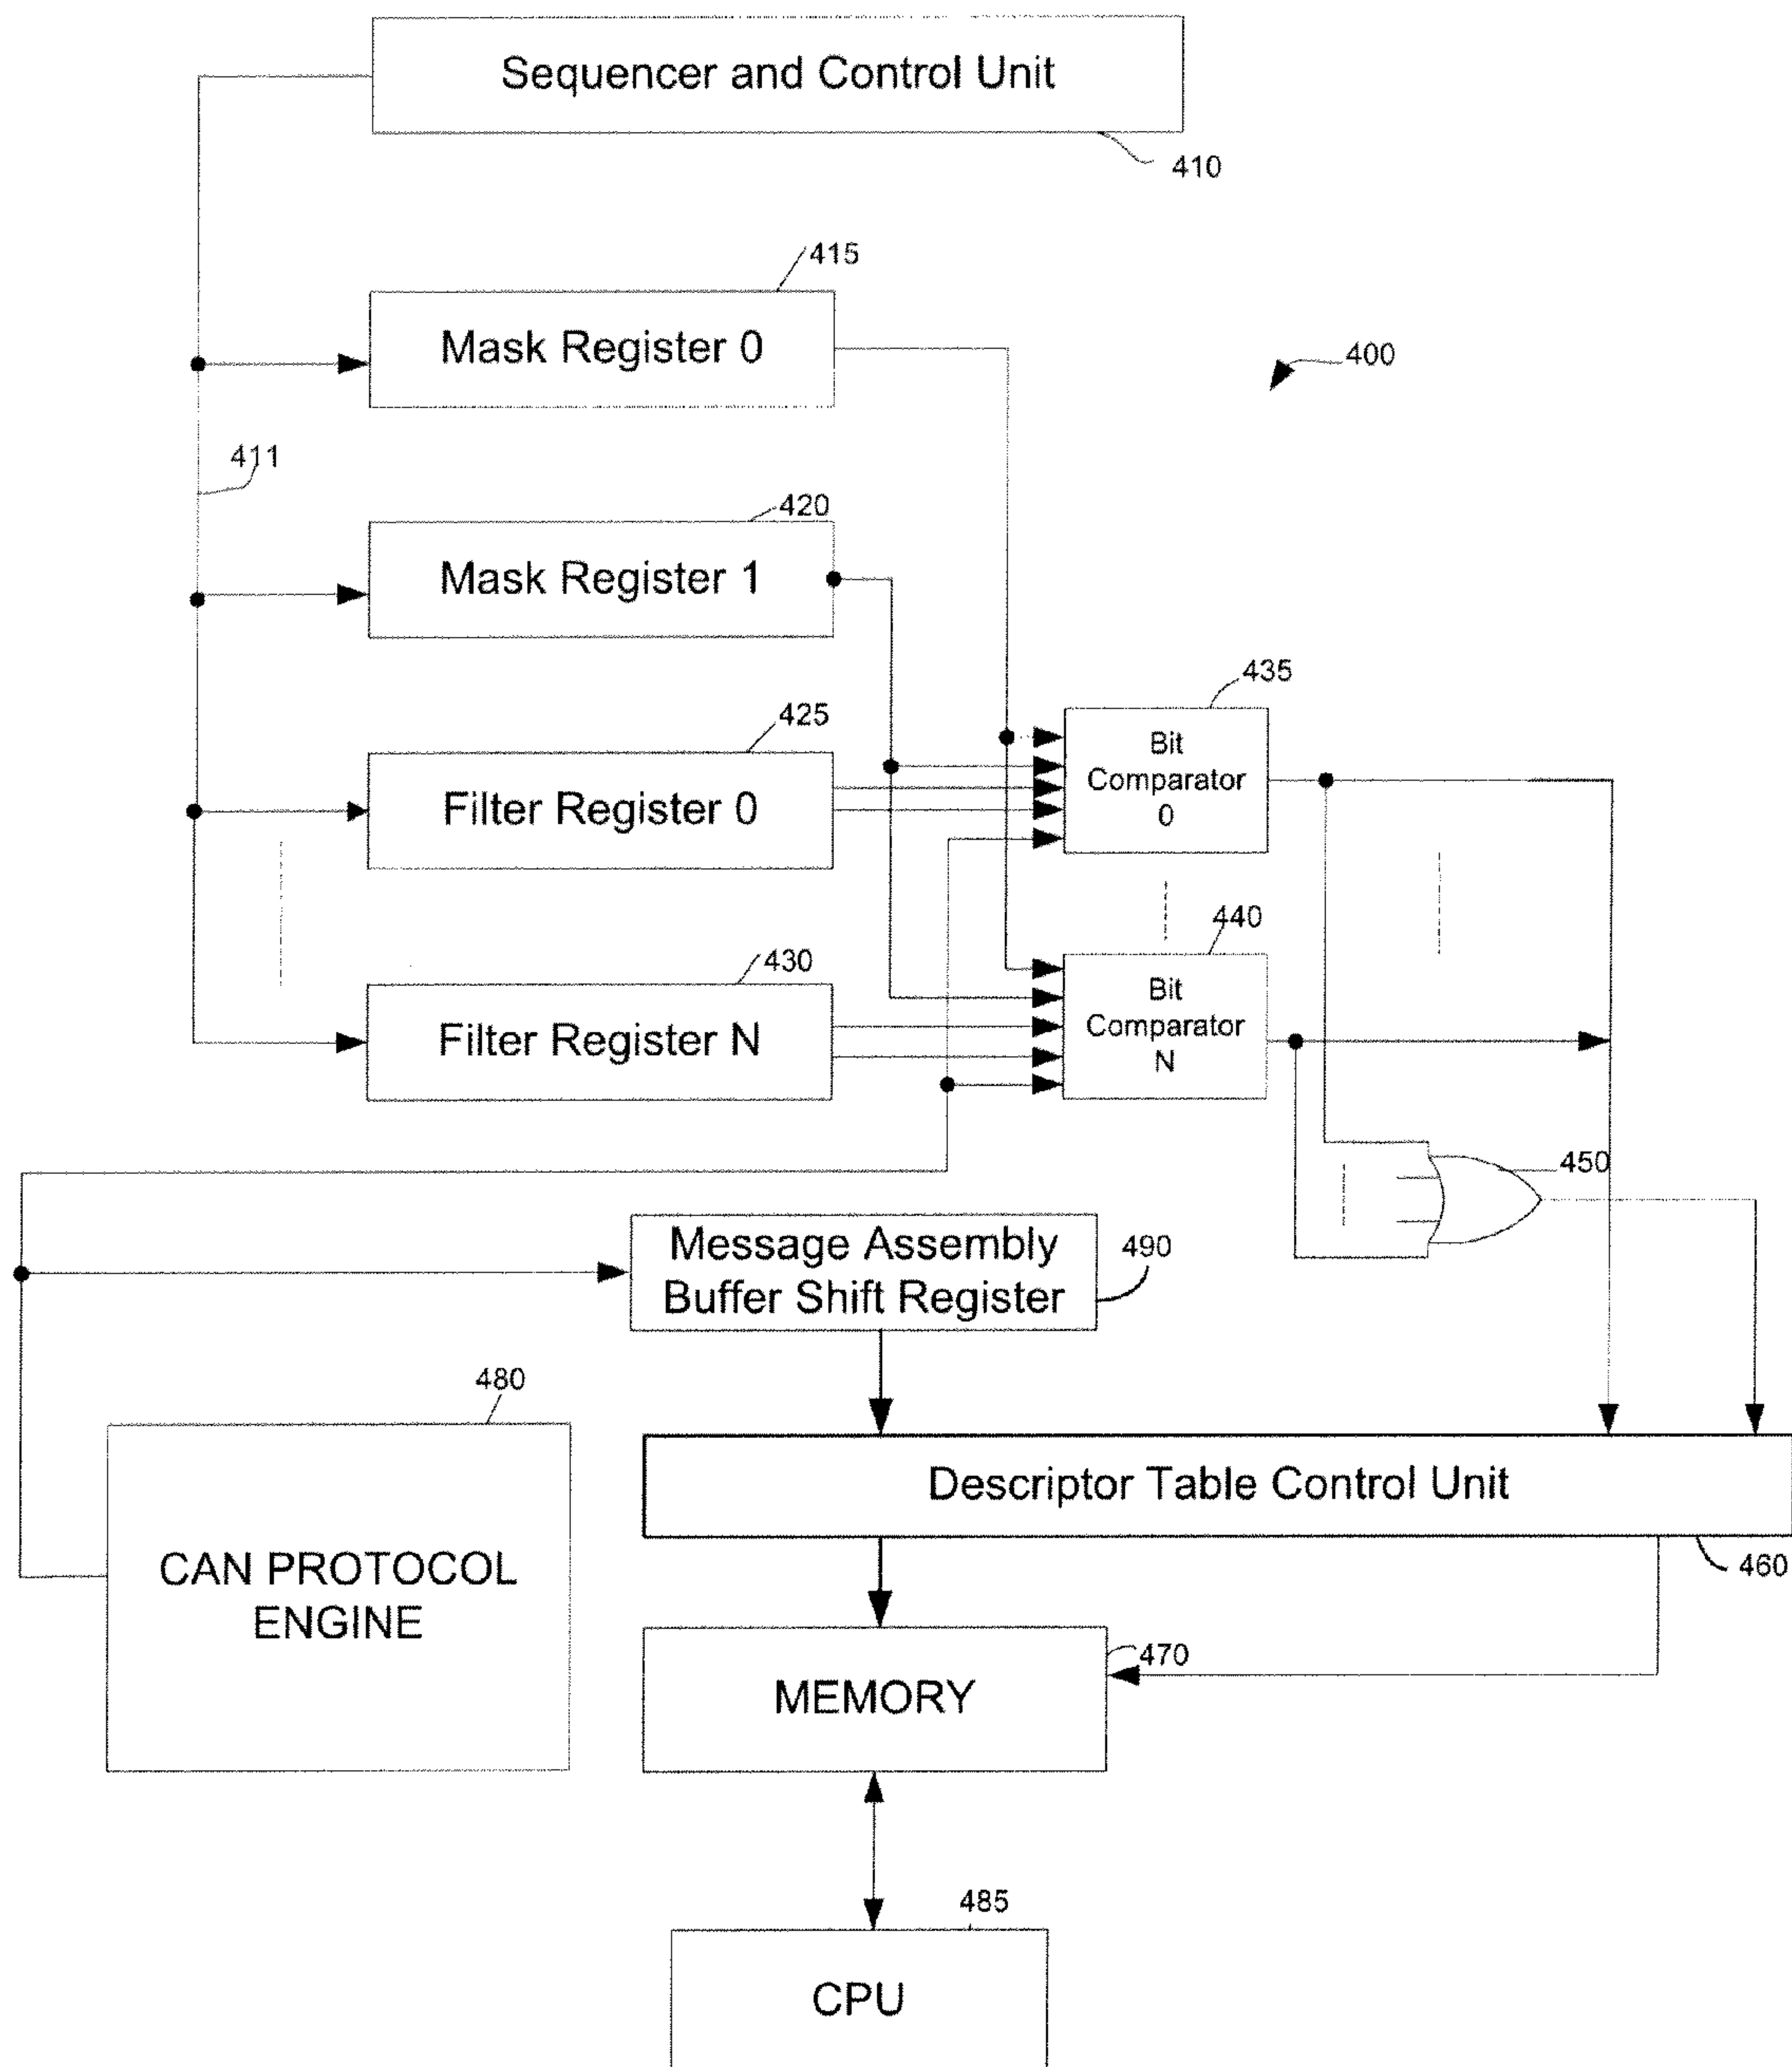 Sequencer and Control Unit
410
415
Mask Register 0
400
411
420
Mask Register 1
435
425
Bit
Comparator
0
Filter Register 0
440
430
Bit
Comparator
N
Filter Register N
450
Message Assembly
Buffer Shift Register
490
480
Descriptor Table Control Unit
CAN PROTOCOL
ENGINE
460
470
MEMORY
485
CPU